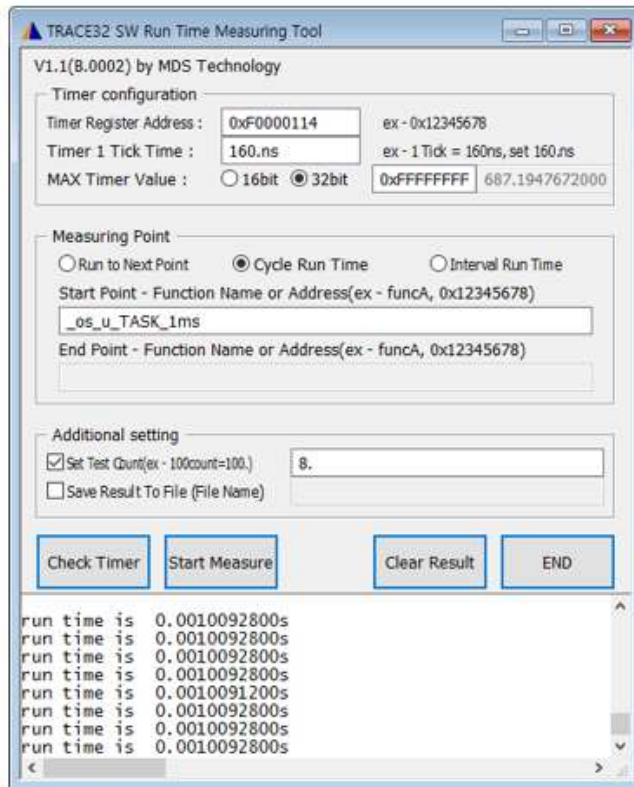 TRACE32 SW Run Time Measuring Tool
V1.1(B.0002) by MDS Technology
Timer configuration
Timer Register Address : 0xF0000114 ex - 0x12345678
Timer 1 Tick Time : 160.ns ex - 1 Tick = 160ns, set 160.ns
MAX Timer Value : 16bit 32bit 0xFFFFFFFF 687.1947672000
Measuring Point
Run to Next Point Cycle Run Time Interval Run Time
Start Point - Function Name or Address(ex - funcA, 0x12345678)
_os_u_TASK_1ms
End Point - Function Name or Address(ex - funcA, 0x12345678)
Additional setting
Set Test Count(ex - 100count=100.) 8.
Save Result To File (File Name)
Check Timer Start Measure Clear Result END
run time is 0.0010092800s
run time is 0.0010092800s
run time is 0.0010092800s
run time is 0.0010092800s
run time is 0.0010091200s
run time is 0.0010092800s
run time is 0.0010092800s
run time is 0.0010092800s